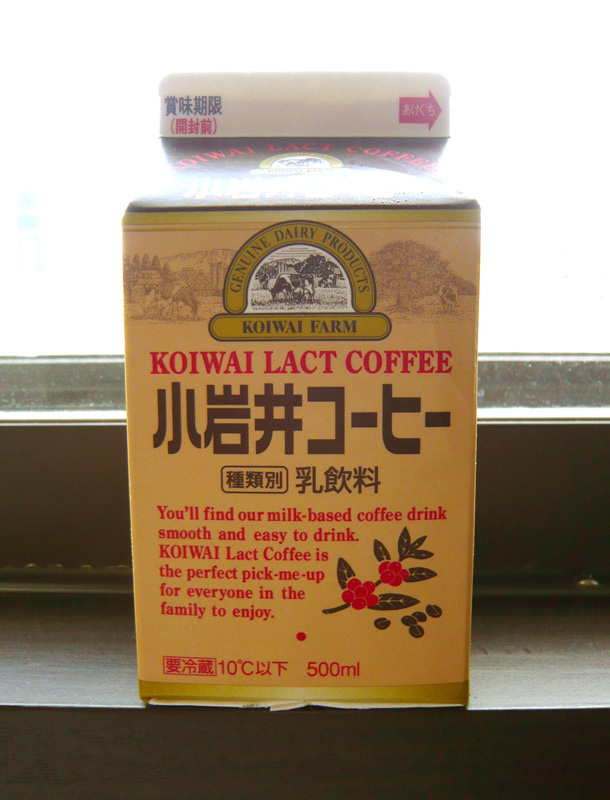 賞味期限
(開封前)
あけぐち
KOIWAI LACT COFFEE
GENUINE DAIRY PRODUCTS
KOIWAI FARM
KOIWAI LACT COFFEE
小岩井コーヒー
種類別 乳飲料
You'll find our milk-based coffee drink
smooth and easy to drink.
KOIWAI Lact Coffee is
the perfect pick-me-up
for everyone in the
family to enjoy.
要冷蔵 10℃以下 500ml